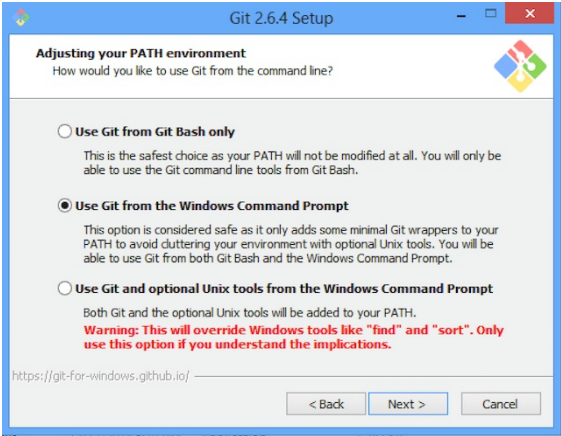 Git 2.6.4 Setup
Adjusting your PATH environment
How would you like to use Git from the command line?
Use Git from Git Bash only
This is the safest choice as your PATH will not be modified at all. You will only be
able to use the Git command line tools from Git Bash.
Use Git from the Windows Command Prompt
This option is considered safe as it only adds some minimal Git wrappers to your
PATH to avoid cluttering your environment with optional Unix tools. You will be
able to use Git from both Git Bash and the Windows Command Prompt.
Use Git and optional Unix tools from the Windows Command Prompt
Both Git and the optional Unix tools will be added to your PATH.
Warning: This will override Windows tools like "find" and "sort". Only
use this option if you understand the implications.
https://git-for-windows.github.io/
< Back Next > Cancel